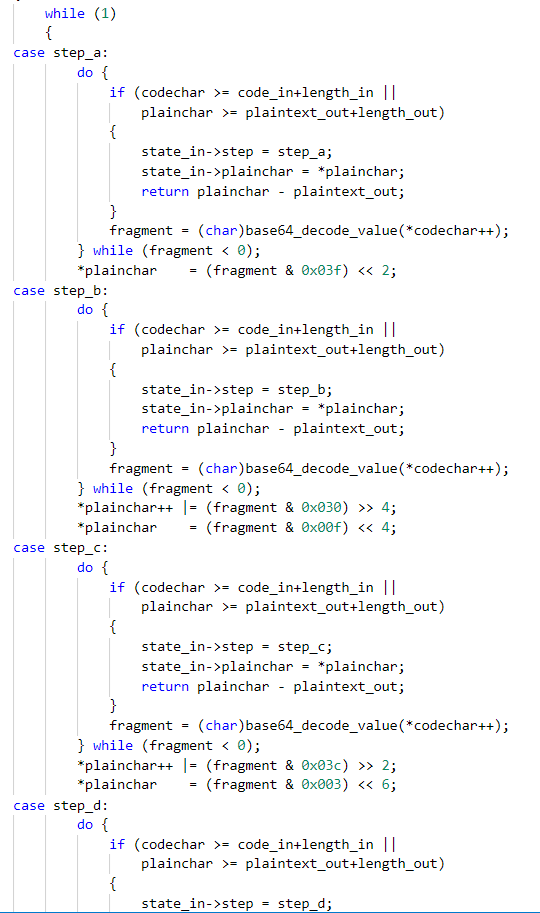 while (1)
{
case step_a:
do {
if (codechar >= code_in+length_in ||
plainchar >= plaintext_out+length_out)
{
state_in->step = step_a;
state_in->plainchar = *plainchar;
return plainchar - plaintext_out;
}
fragment = (char)base64_decode_value(*codechar++);
} while (fragment < 0);
*plainchar    = (fragment & 0x03f) << 2;
case step_b:
do {
if (codechar >= code_in+length_in ||
plainchar >= plaintext_out+length_out)
{
state_in->step = step_b;
state_in->plainchar = *plainchar;
return plainchar - plaintext_out;
}
fragment = (char)base64_decode_value(*codechar++);
} while (fragment < 0);
*plainchar++ |= (fragment & 0x030) >> 4;
*plainchar    = (fragment & 0x00f) << 4;
case step_c:
do {
if (codechar >= code_in+length_in ||
plainchar >= plaintext_out+length_out)
{
state_in->step = step_c;
state_in->plainchar = *plainchar;
return plainchar - plaintext_out;
}
fragment = (char)base64_decode_value(*codechar++);
} while (fragment < 0);
*plainchar++ |= (fragment & 0x03c) >> 2;
*plainchar    = (fragment & 0x003) << 6;
case step_d:
do {
if (codechar >= code_in+length_in ||
plainchar >= plaintext_out+length_out)
{
state_in->step = step_d;